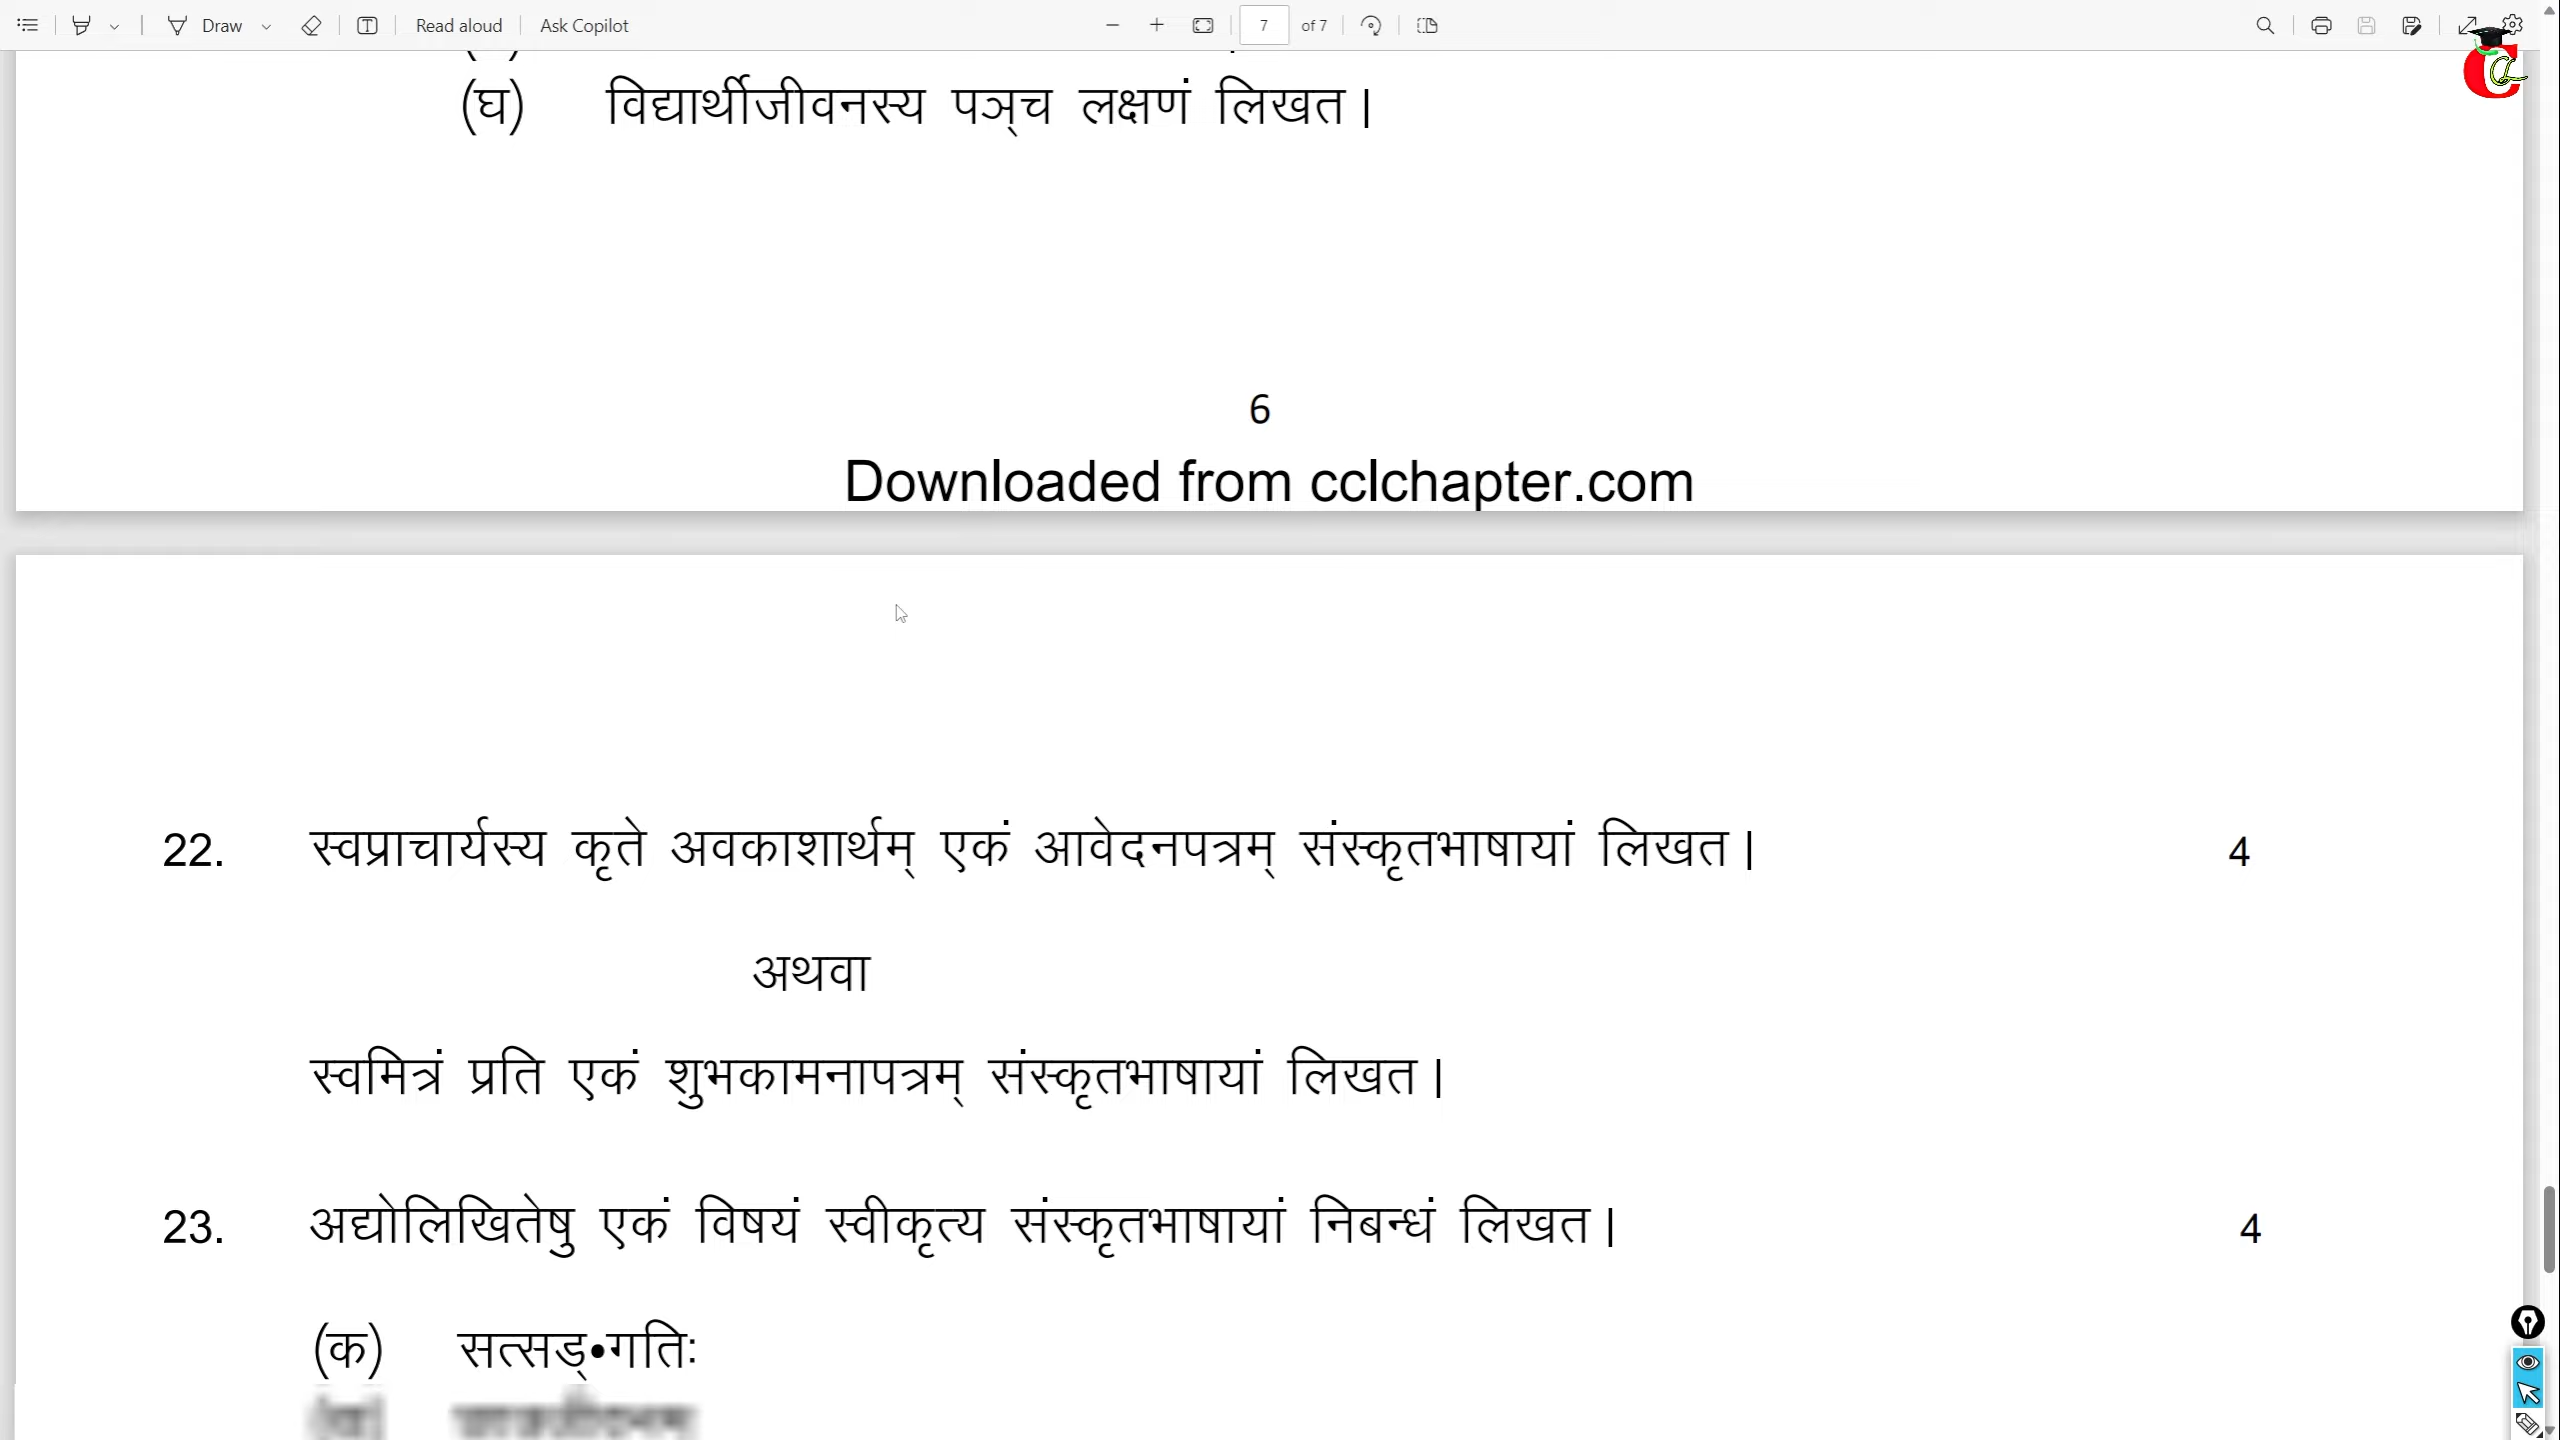 Draw
Read aloud
Ask Copilot
7
of 7
(घ) विद्यार्थीजीवनस्य पञ्च लक्षणं लिखत।
6
Downloaded from cclchapter.com
22. स्वप्राचार्यस्य कृते अवकाशार्थम् एकं आवेदनपत्रम् संस्कृतभाषायां लिखत। 4
अथवा
स्वमित्रं प्रति एकं शुभकामनापत्रम् संस्कृतभाषायां लिखत।
23. अद्योलिखितेषु एकं विषयं स्वीकृत्य संस्कृतभाषायां निबन्धं लिखत। 4
(क) सत्सड्•गतिः